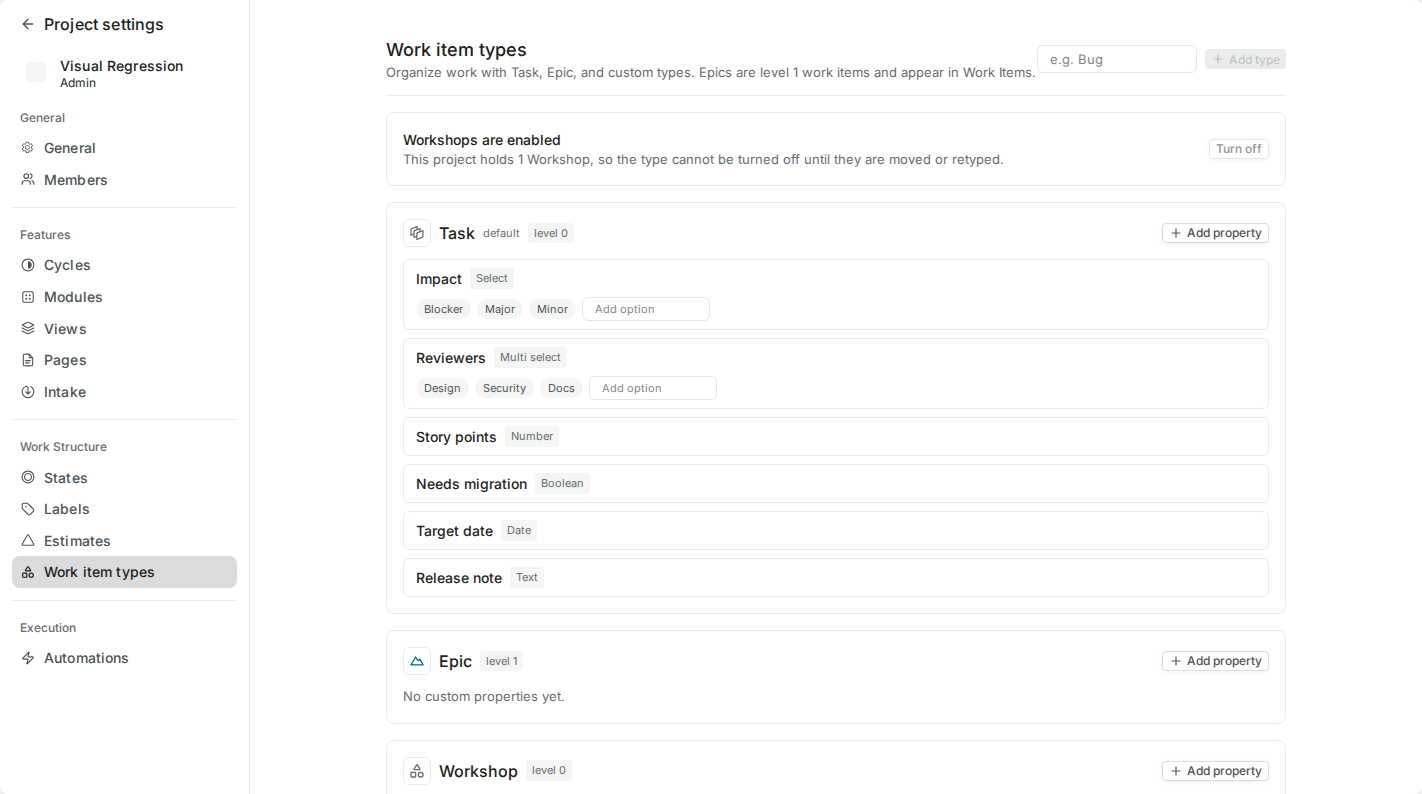 Project settings
Visual Regression
Admin
General
General
Members
Features
Cycles
Modules
Views
Pages
Intake
Work Structure
States
Labels
Estimates
Work item types
Execution
Automations
Work item types
Organize work with Task, Epic, and custom types. Epics are level 1 work items and appear in Work Items.
e.g. Bug
Add type
Workshops are enabled
This project holds 1 Workshop, so the type cannot be turned off until they are moved or retyped.
Turn off
Task default level 0
Add property
Impact Select
Blocker Major Minor Add option
Reviewers Multi select
Design Security Docs Add option
Story points Number
Needs migration Boolean
Target date Date
Release note Text
Epic level 1
Add property
No custom properties yet.
Workshop level 0
Add property